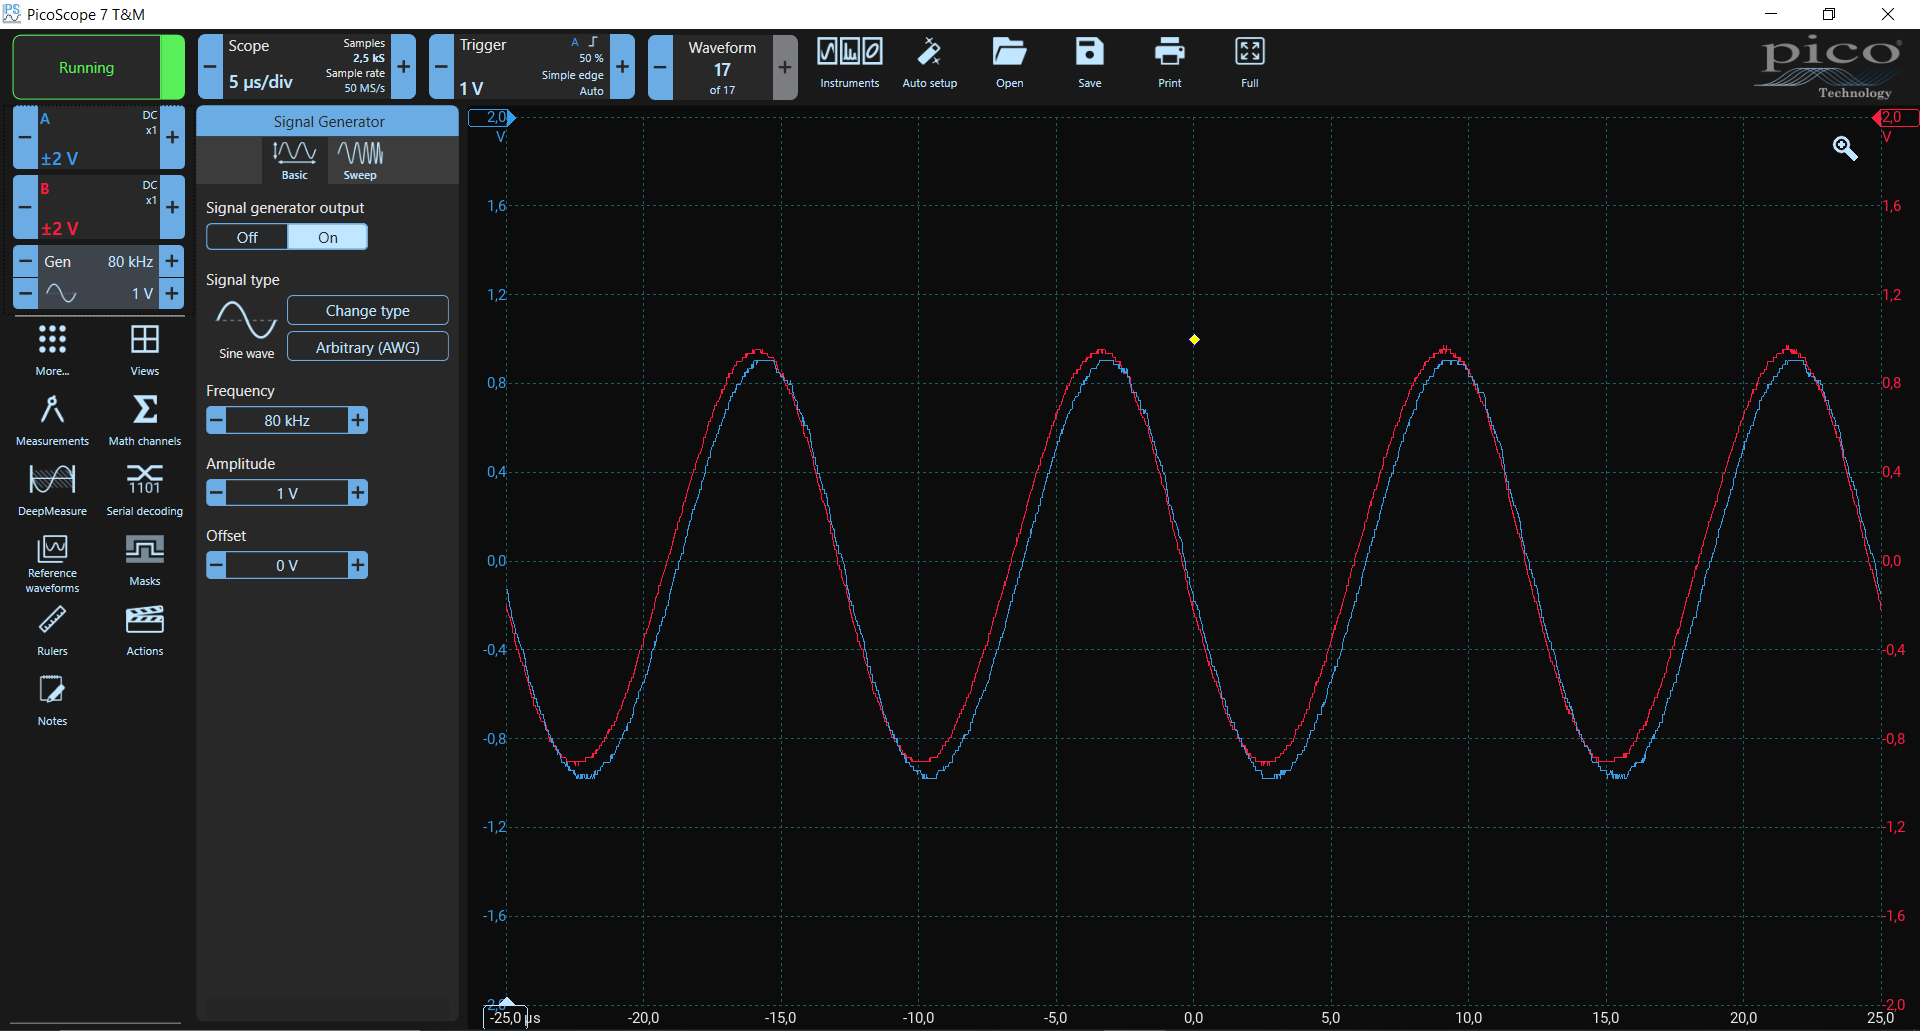 PicoScope 7 T&M
Running
Scope
5 µs/div
Samples
2,5 kS
Sample rate
50 MS/s
Trigger
1 V
A
50 %
Simple edge
Auto
Waveform
17
of 17
Instruments
Auto setup
Open
Save
Print
Full
pico
Technology
A
DC
x1
±2 V
B
DC
x1
±2 V
Gen 80 kHz
1 V
More...
Views
Measurements
Math channels
DeepMeasure
1101
Serial decoding
Reference
waveforms
Masks
Rulers
Actions
Notes
Signal Generator
Basic
Sweep
Signal generator output
Off On
Signal type
Sine wave
Change type
Arbitrary (AWG)
Frequency
80 kHz
Amplitude
1 V
Offset
0 V
2,0
V
1,6
1,2
0,8
0,4
0,0
-0,4
-0,8
-1,2
-1,6
-2,0
2,0
V
1,6
1,2
0,8
0,4
0,0
-0,4
-0,8
-1,2
-1,6
-2,0
-25,0 µs -20,0 -15,0 -10,0 -5,0 0,0 5,0 10,0 15,0 20,0 25,0